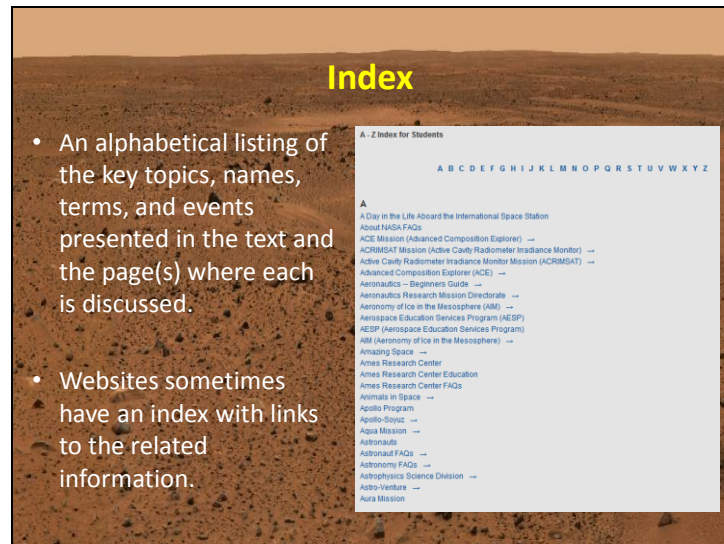 Index
• An alphabetical listing of
the key topics, names,
terms, and events
presented in the text and
the page(s) where each
is discussed.
• Websites sometimes
have an index with links
to the related
information.
A - Z Index for Students
A B C D E F G H I J K L M N O P Q R S T U V W X Y Z
A
A Day in the Life Aboard the International Space Station
About NASA FAQs
ACE Mission (Advanced Composition Explorer) →
ACRIMSAT Mission (Active Cavity Radiometer Irradiance Monitor) →
Active Cavity Radiometer Irradiance Monitor Mission (ACRIMSAT) →
Advanced Composition Explorer (ACE) →
Aeronautics -- Beginners Guide →
Aeronautics Research Mission Directorate →
Aeronomy of Ice in the Mesosphere (AIM) →
Aerospace Education Services Program (AESP)
AESP (Aerospace Education Services Program)
AIM (Aeronomy of Ice in the Mesosphere) →
Amazing Space →
Ames Research Center
Ames Research Center Education
Ames Research Center FAQs
Animals in Space →
Apollo Program
Apollo-Soyuz →
Aqua Mission →
Astronauts
Astronaut FAQs →
Astronomy FAQs →
Astrophysics Science Division →
Astro-Venture →
Aura Mission